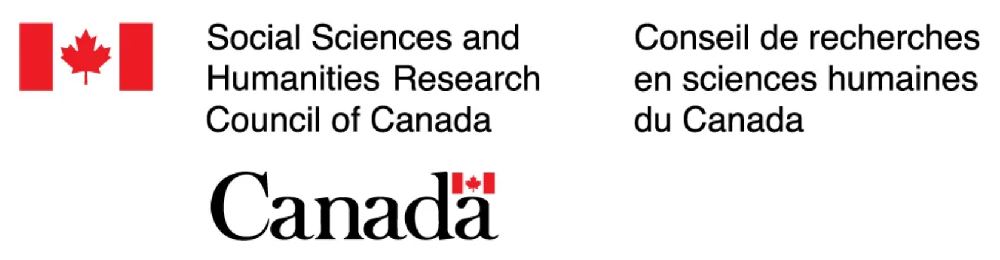 Social Sciences and
Humanities Research
Council of Canada
Conseil de recherches
en sciences humaines
du Canada
Canada